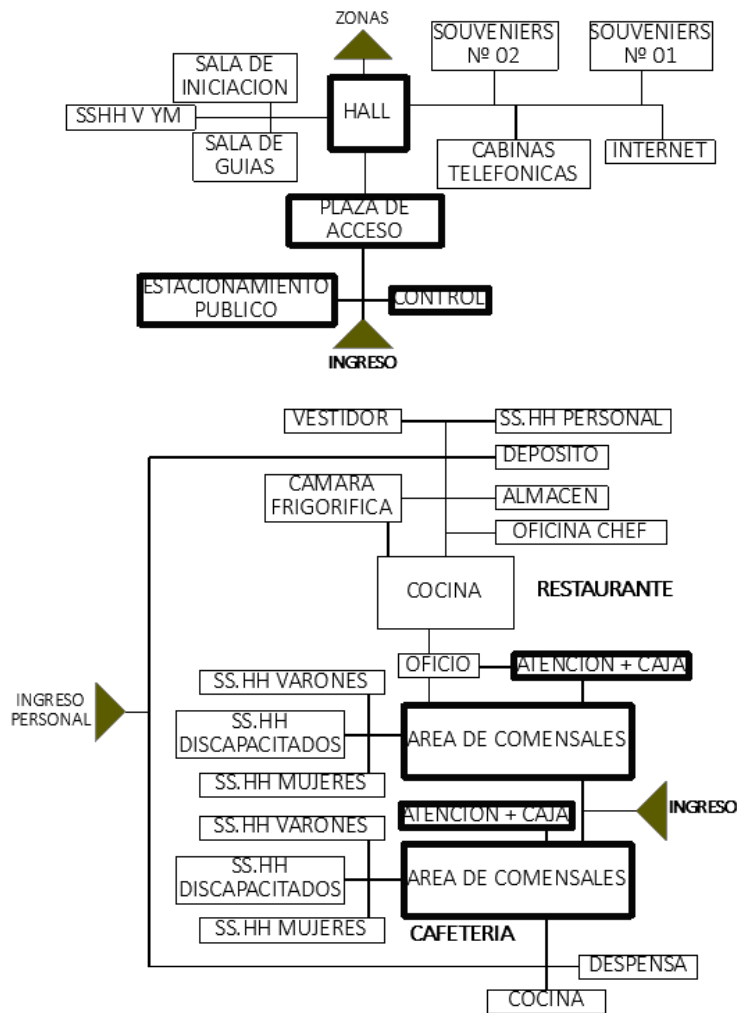 ZONAS
SOUVENIERS
Nº 02
SOUVENIERS
Nº 01
SALA DE
INICIACION
HALL
SSHH V YM
SALA DE
GUIAS
CABINAS
TELEFONICAS
INTERNET
PLAZA DE
ACCESO
ESTACIONAMIENTO
PUBLICO
CONTROL
INGRESO
VESTIDOR
SS.HH PERSONAL
DEPOSITO
CAMARA
FRIGORIFICA
ALMACEN
OFICINA CHEF
COCINA
RESTAURANTE
OFICIO
ATENCION + CAJA
SS.HH VARONES
INGRESO
PERSONAL
SS.HH
DISCAPACITADOS
AREA DE COMENSALES
SS.HH MUJERES
INGRESO
ATENCION + CAJA
SS.HH VARONES
SS.HH
DISCAPACITADOS
AREA DE COMENSALES
SS.HH MUJERES
CAFETERIA
DESPENSA
COCINA